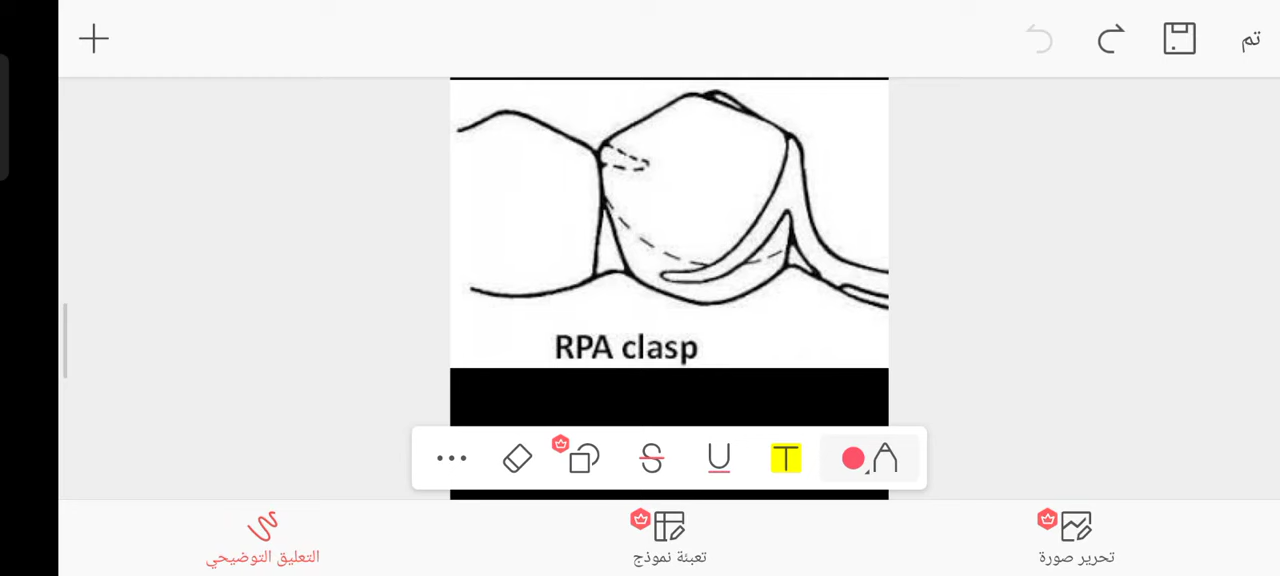 تم
RPA clasp
S U T
التعليق التوضيحي
تعبئة نموذج
تحرير صورة